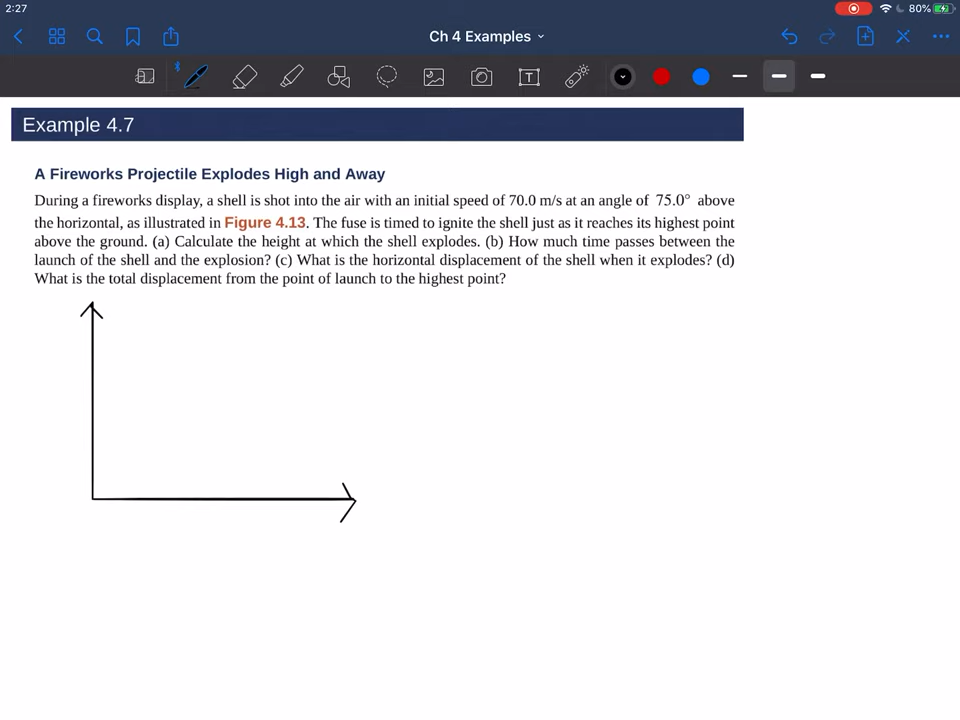 2:27
80%
Ch 4 Examples
T
Example 4.7
A Fireworks Projectile Explodes High and Away
During a fireworks display, a shell is shot into the air with an initial speed of 70.0 m/s at an angle of 75.0° above
the horizontal, as illustrated in Figure 4.13. The fuse is timed to ignite the shell just as it reaches its highest point
above the ground. (a) Calculate the height at which the shell explodes. (b) How much time passes between the
launch of the shell and the explosion? (c) What is the horizontal displacement of the shell when it explodes? (d)
What is the total displacement from the point of launch to the highest point?